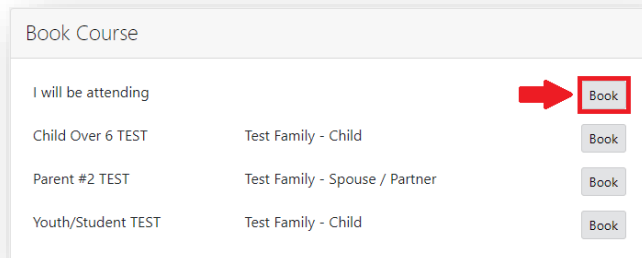 Book Course
I will be attending Book
Child Over 6 TEST Test Family - Child Book
Parent #2 TEST Test Family - Spouse / Partner Book
Youth/Student TEST Test Family - Child Book